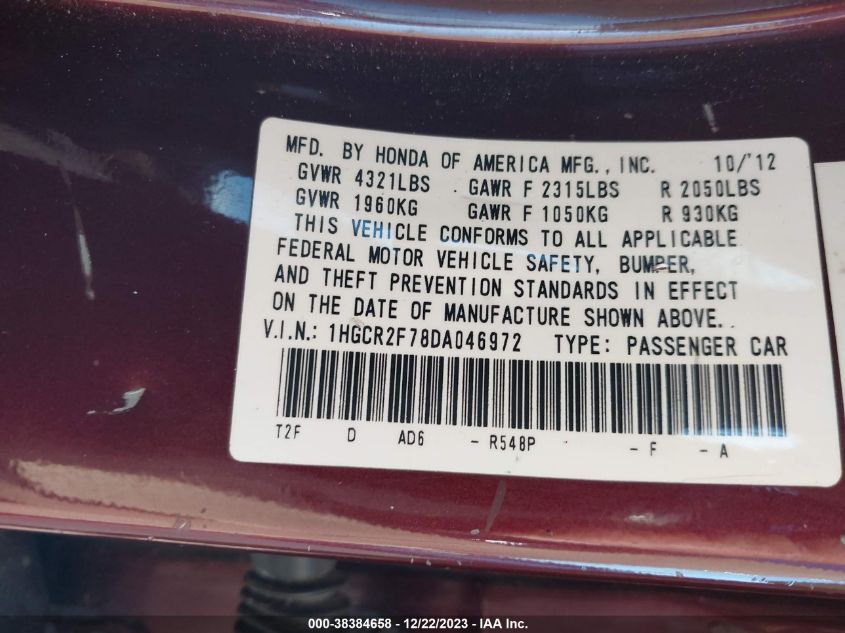 MFD. BY HONDA OF AMERICA MFG., INC. 10/'12
GVWR 4321LBS GAWR F 2315LBS R 2050LBS
GVWR 1960KG GAWR F 1050KG R 930KG
THIS VEHICLE CONFORMS TO ALL APPLICABLE
FEDERAL MOTOR VEHICLE SAFETY, BUMPER,
AND THEFT PREVENTION STANDARDS IN EFFECT
ON THE DATE OF MANUFACTURE SHOWN ABOVE.
V.I.N.: 1HGCR2F78DA046972 TYPE: PASSENGER CAR
T2F D AD6 - R548P - F - A
000-38384658 - 12/22/2023 - IAA Inc.